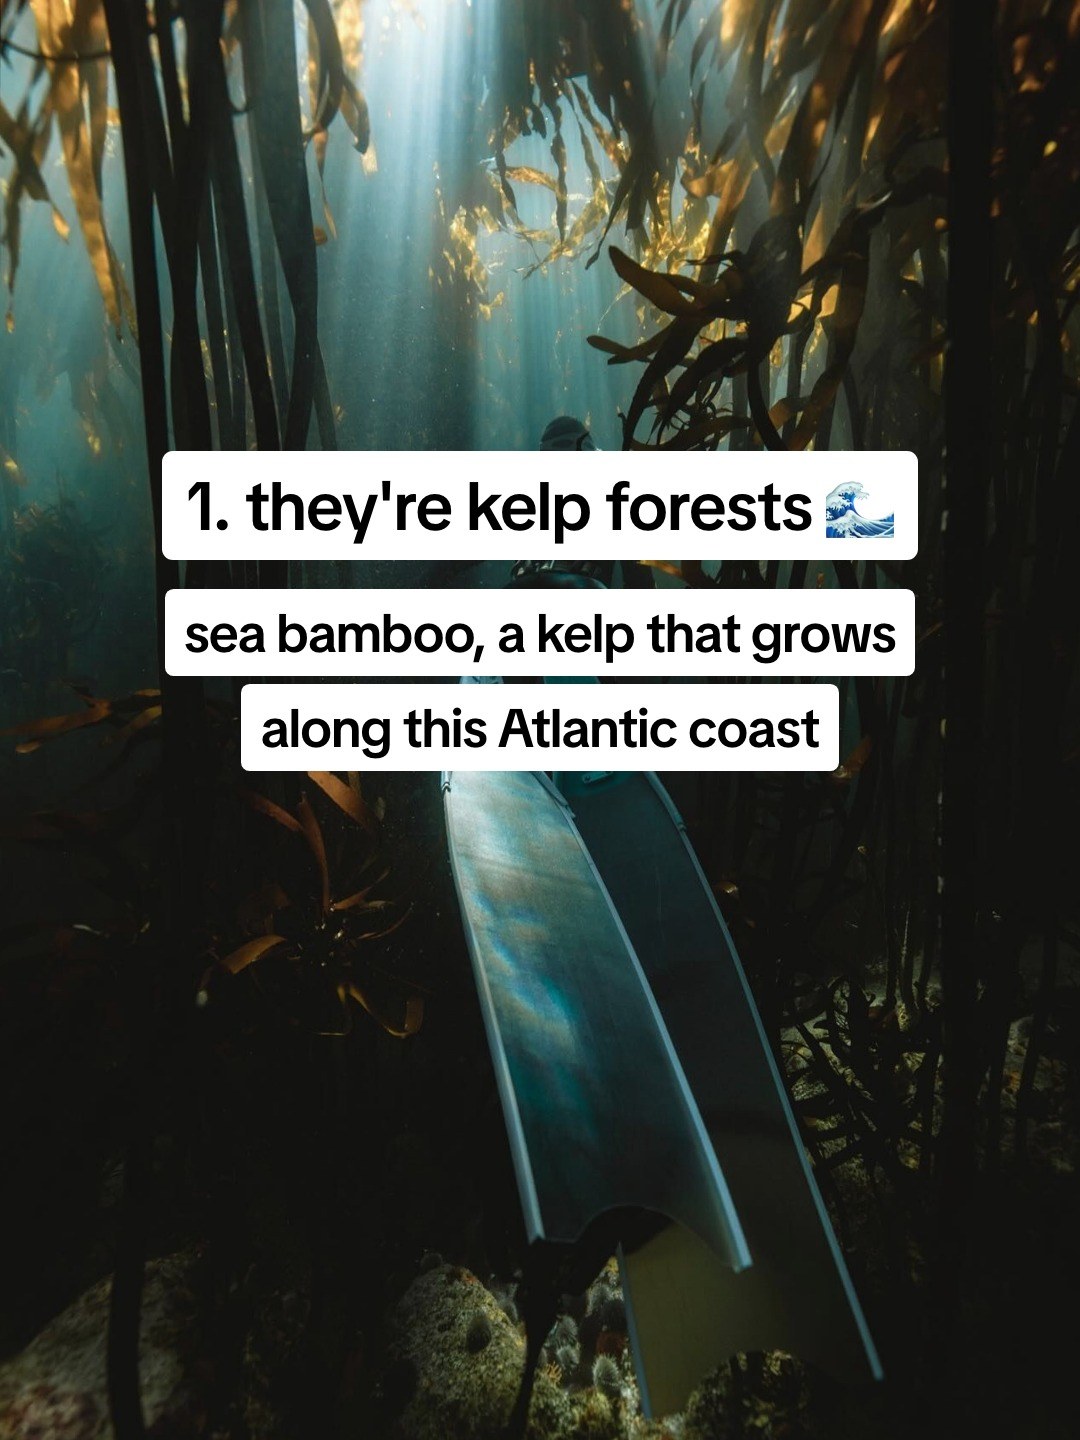 1. they're kelp forests 🌊
sea bamboo, a kelp that grows
along this Atlantic coast